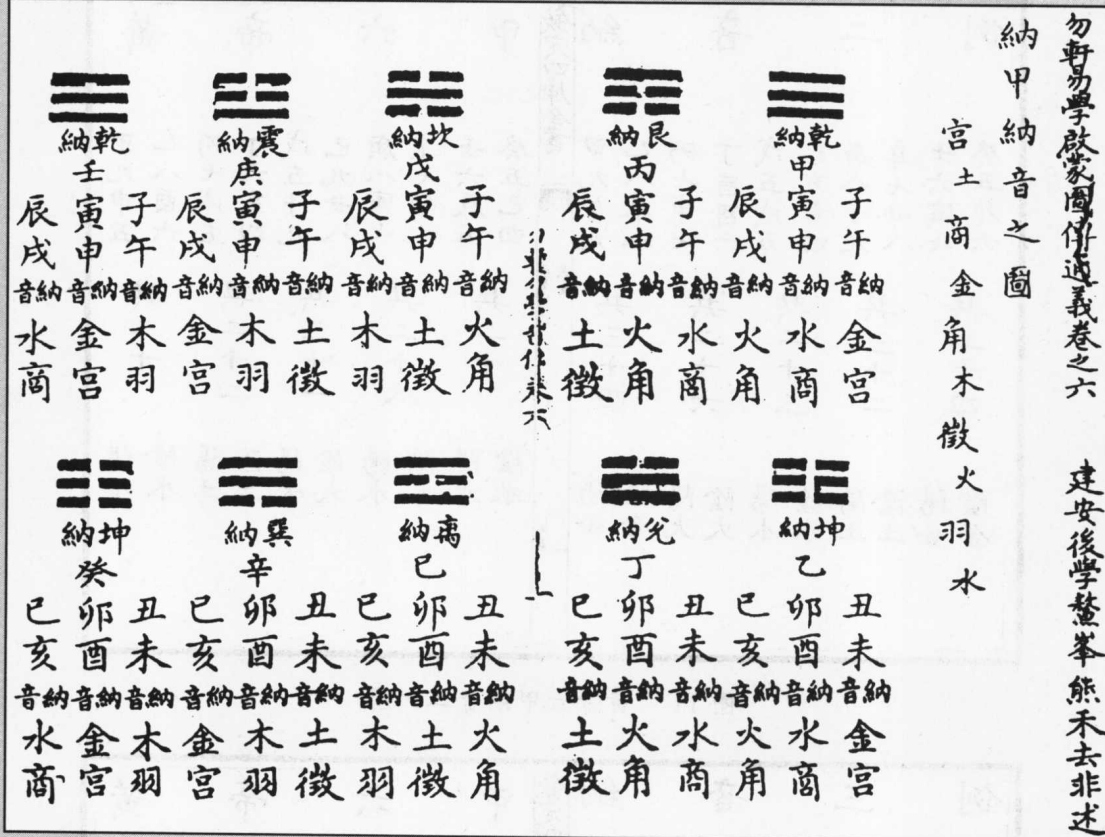 勿軒易學啟蒙圖傳通義卷之六 建安後學鼇峯熊禾去非述
納甲納音之圖
宮土商金角木徵火羽水
乾納甲
子午納音金宮
寅申納音水商
辰戌納音火角
艮納丙
子午納音水商
寅申納音火角
辰戌納音土徵
坎納戊
子午納音火角
寅申納音土徵
辰戌納音木羽
震納庚
子午納音土徵
寅申納音木羽
辰戌納音金宮
乾納壬
子午納音木羽
寅申納音金宮
辰戌納音水商
坤納乙
丑未納音金宮
卯酉納音水商
巳亥納音火角
兌納丁
丑未納音水商
卯酉納音火角
巳亥納音土徵
离納己
丑未納音火角
卯酉納音土徵
巳亥納音木羽
巽納辛
丑未納音土徵
卯酉納音木羽
巳亥納音金宮
坤納癸
丑未納音木羽
卯酉納音金宮
巳亥納音水商